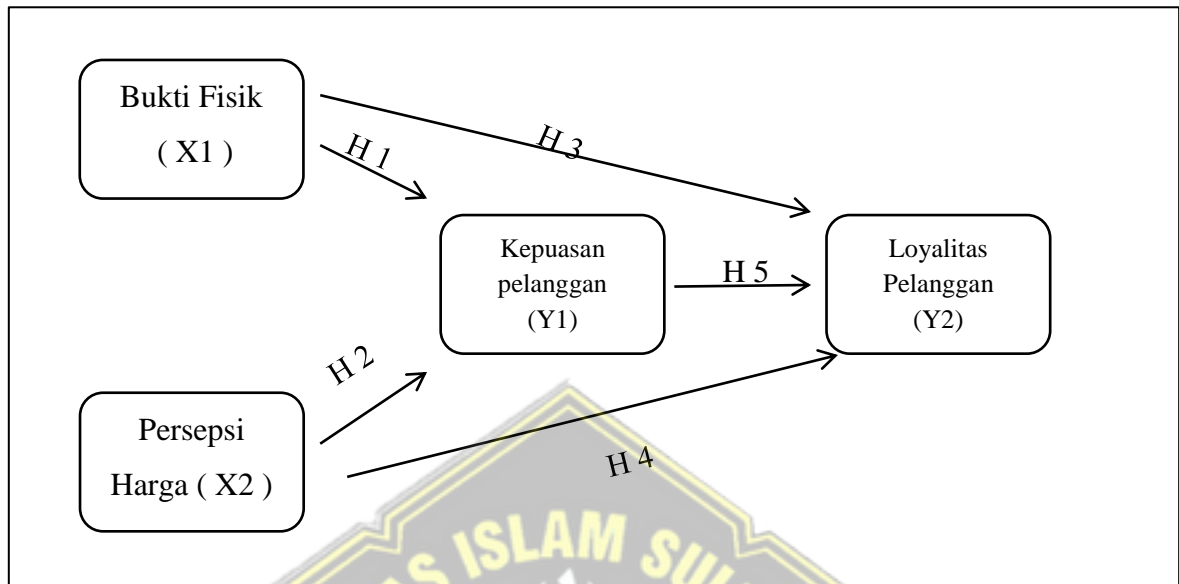 Bukti Fisik
( X1 )
H 3
H 1
Kepuasan
pelanggan
(Y1)
H 5
Loyalitas
Pelanggan
(Y2)
H 2
Persepsi
Harga ( X2 )
H 4
ISLAM